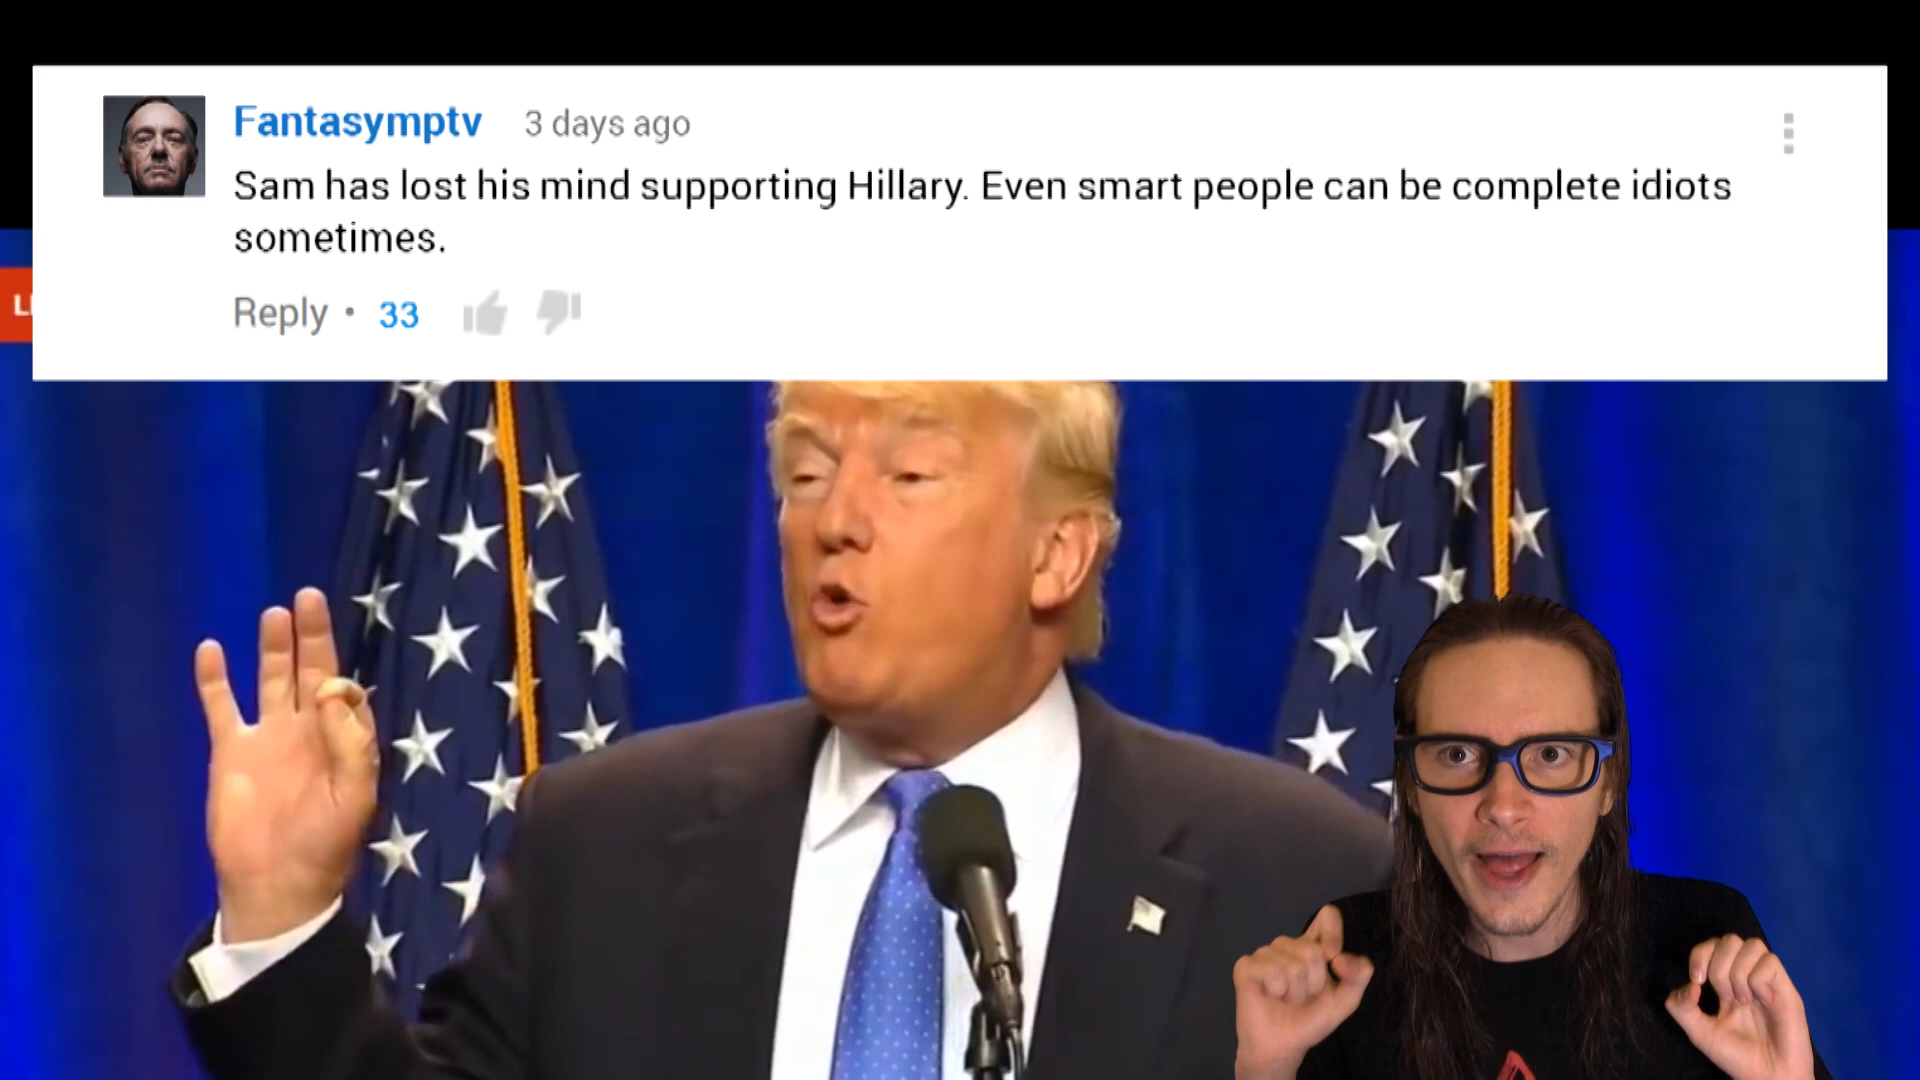 Fantasymptv 3 days ago
Sam has lost his mind supporting Hillary. Even smart people can be complete idiots
sometimes.
Reply • 33